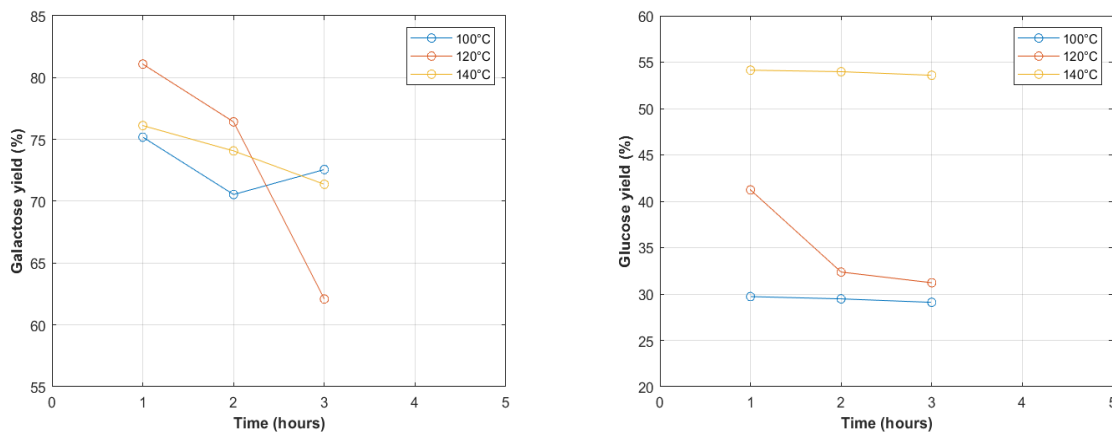 85
80
75
70
65
60
55
Galactose yield (%)
100°C
120°C
140°C
0 1 2 3 4 5
Time (hours)
60
55
50
45
40
35
30
25
20
Glucose yield (%)
100°C
120°C
140°C
0 1 2 3 4 5
Time (hours)